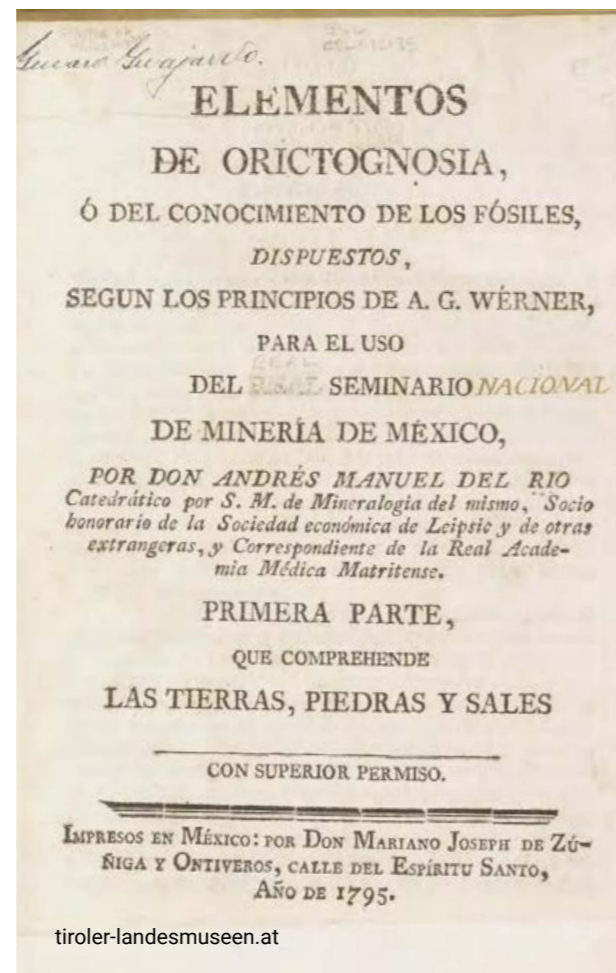 Guajardo.
ELEMENTOS
DE ORICTOGNOSIA,
Ó DEL CONOCIMIENTO DE LOS FÓSILES,
DISPUESTOS,
SEGUN LOS PRINCIPIOS DE A. G. WÉRNER,
PARA EL USO
REAL
DEL REAL SEMINARIO NACIONAL
DE MINERÍA DE MÉXICO,
POR DON ANDRÉS MANUEL DEL RIO
Catedrático por S. M. de Mineralogia del mismo, Socio
honorario de la Sociedad económica de Leipsic y de otras
extrangeras, y Correspondiente de la Real Acade-
mia Médica Matritense.
PRIMERA PARTE,
QUE COMPREHENDE
LAS TIERRAS, PIEDRAS Y SALES
CON SUPERIOR PERMISO.
IMPRESOS EN MÉXICO: POR DON MARIANO JOSEPH DE ZÚ-
ÑIGA Y ONTIVEROS, CALLE DEL ESPÍRITU SANTO,
AÑO DE 1795.
tiroler-landesmuseen.at